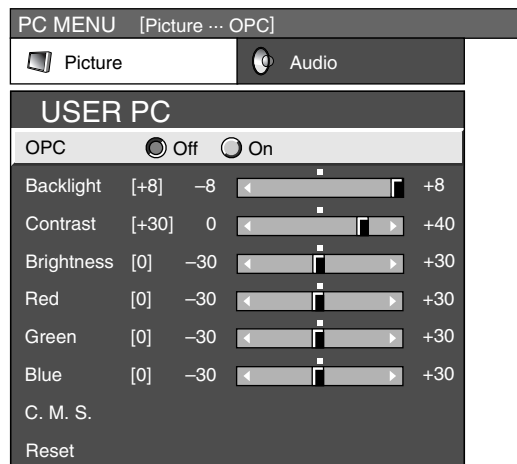 PC MENU [Picture ··· OPC]
Picture Audio
USER PC
OPC Off On
Backlight [+8] –8 +8
Contrast [+30] 0 +40
Brightness [0] –30 +30
Red [0] –30 +30
Green [0] –30 +30
Blue [0] –30 +30
C. M. S.
Reset